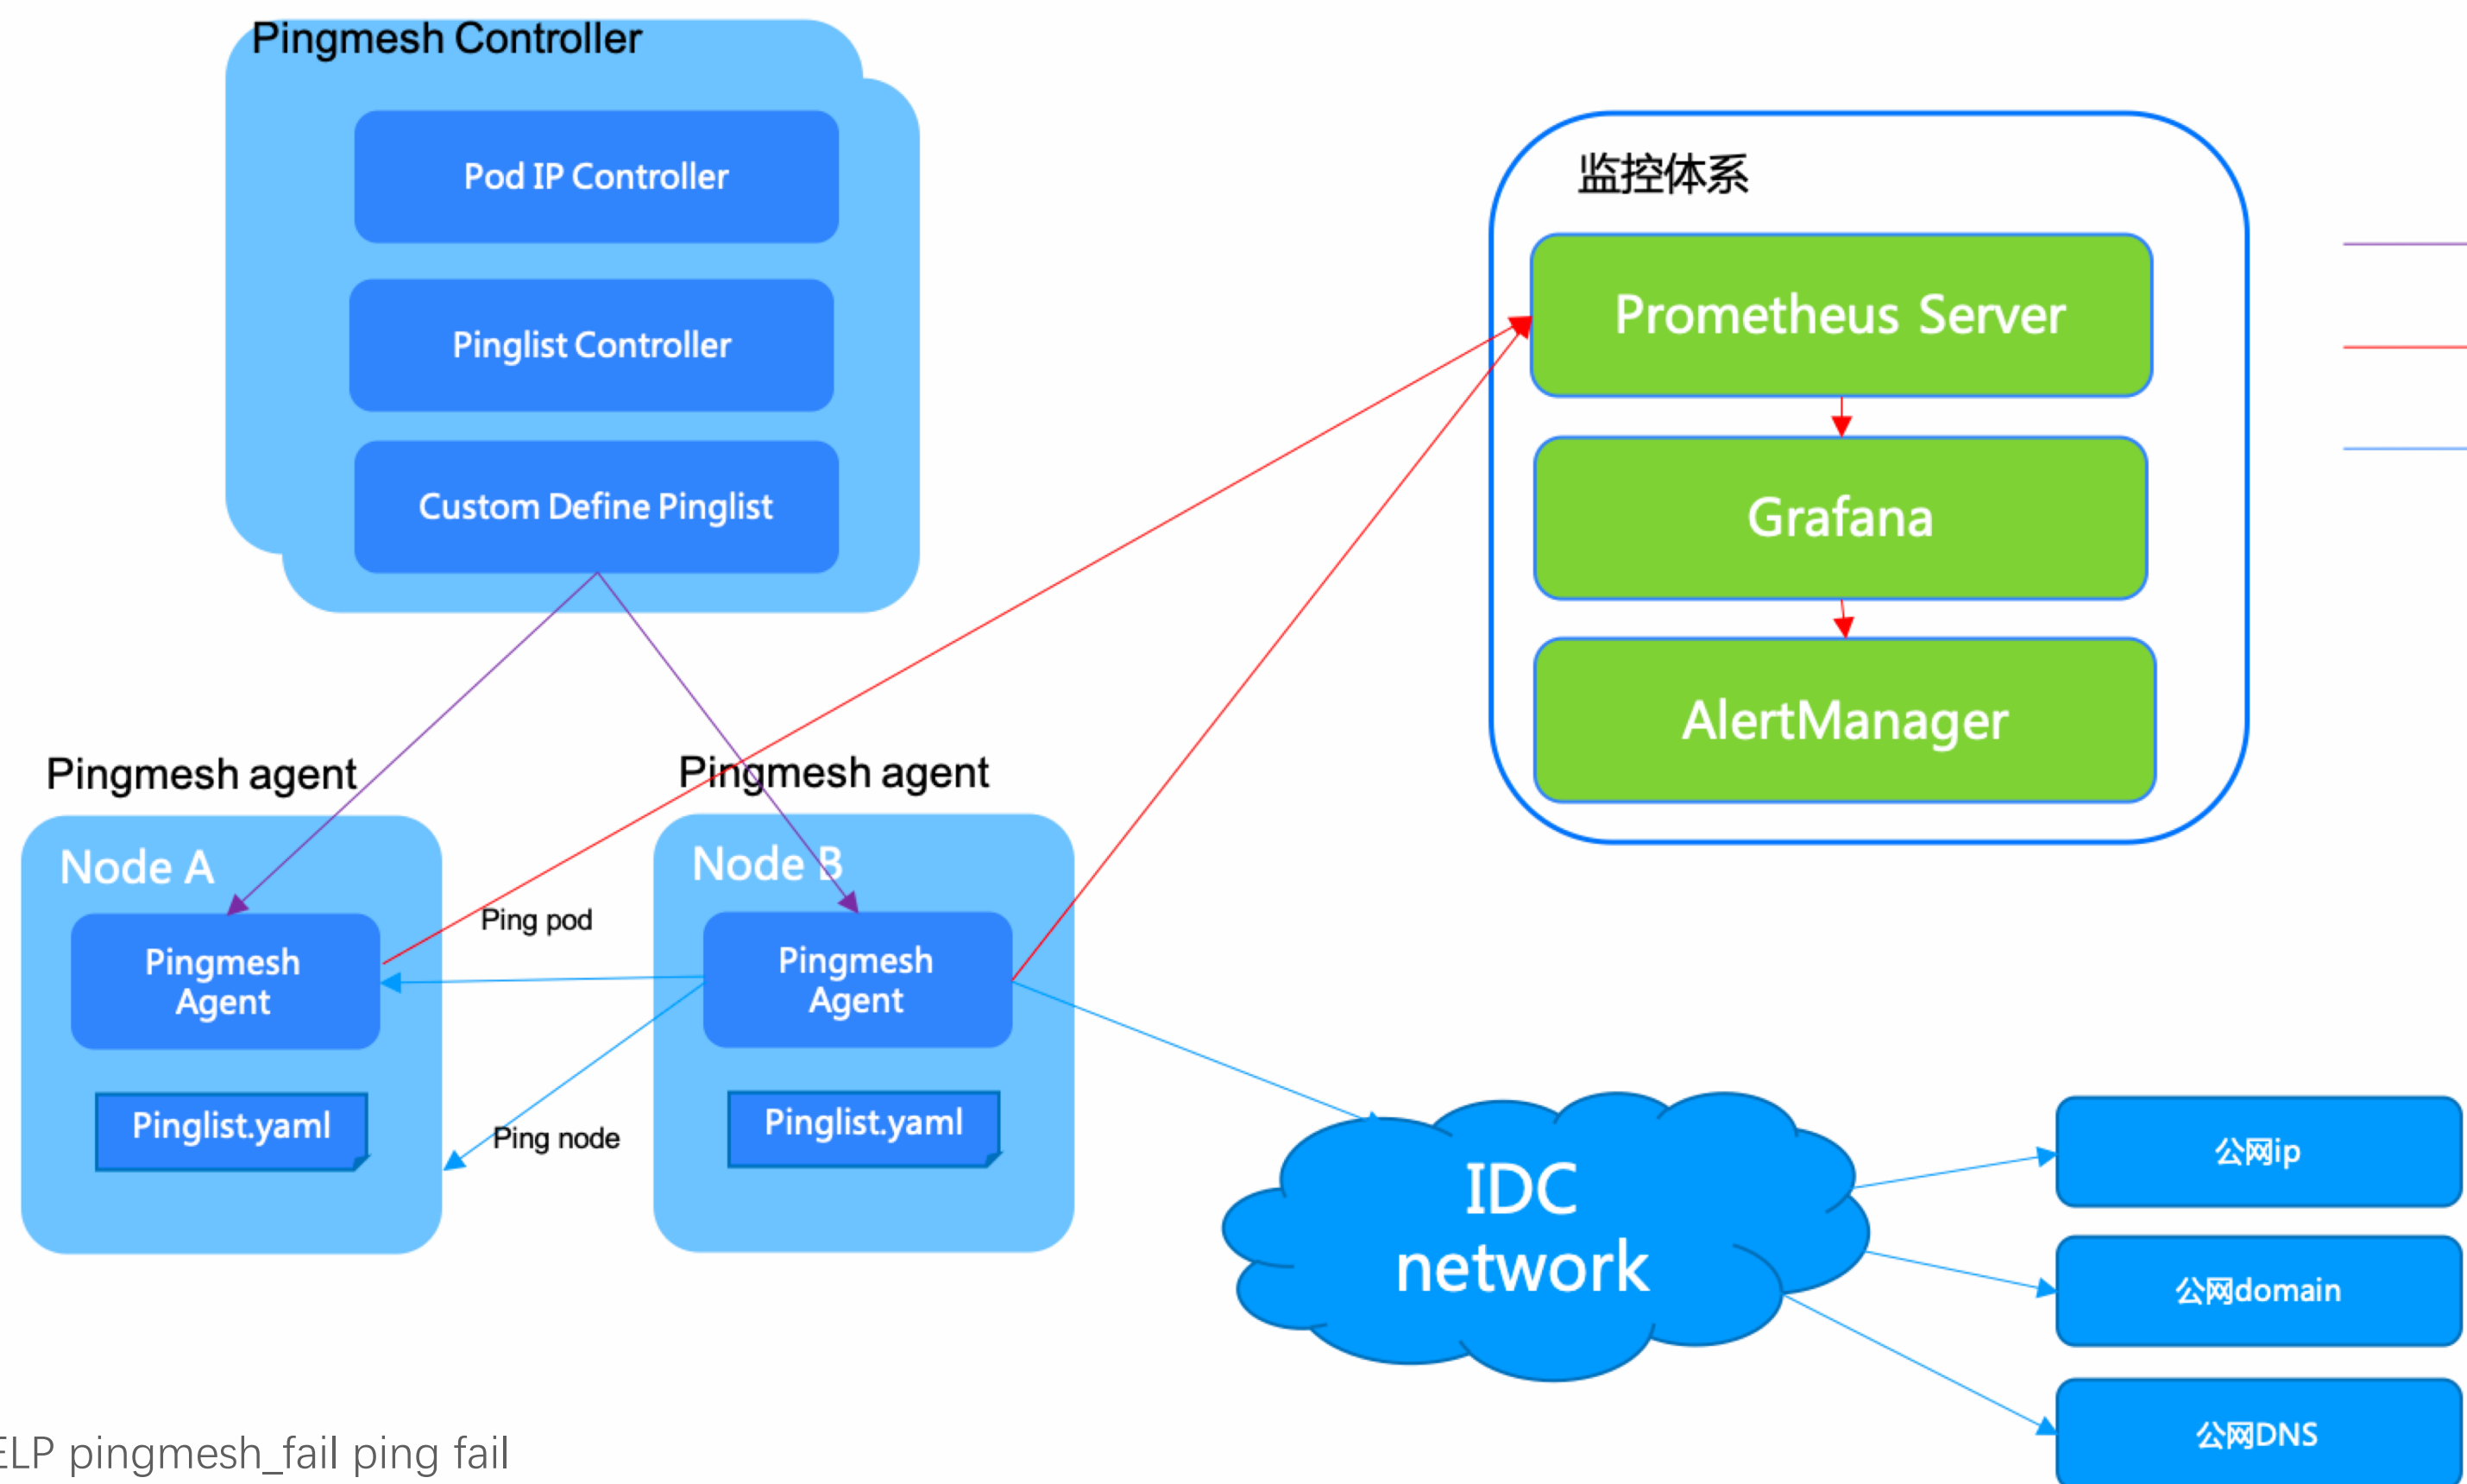 Pingmesh Controller
Pod IP Controller
Pinglist Controller
Custom Define Pinglist
监控体系
Prometheus Server
Grafana
AlertManager
Pingmesh agent
Pingmesh agent
Node A
Node B
Ping pod
Pingmesh
Agent
Pingmesh
Agent
Pinglist.yaml
Pinglist.yaml
Ping node
IDC
network
公网ip
公网domain
公网DNS
ELP pingmesh_fail ping fail